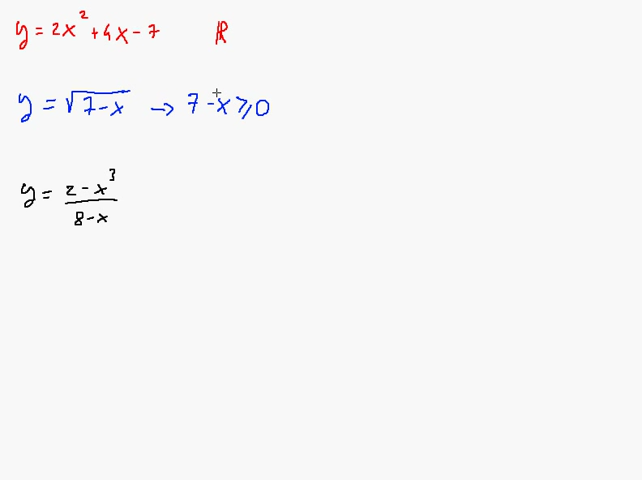 y = 2x² + 4x - 7 ℝ
y = √(7-x) → 7 - x ⩾ 0
y = (2 - x³)/(8 - x)